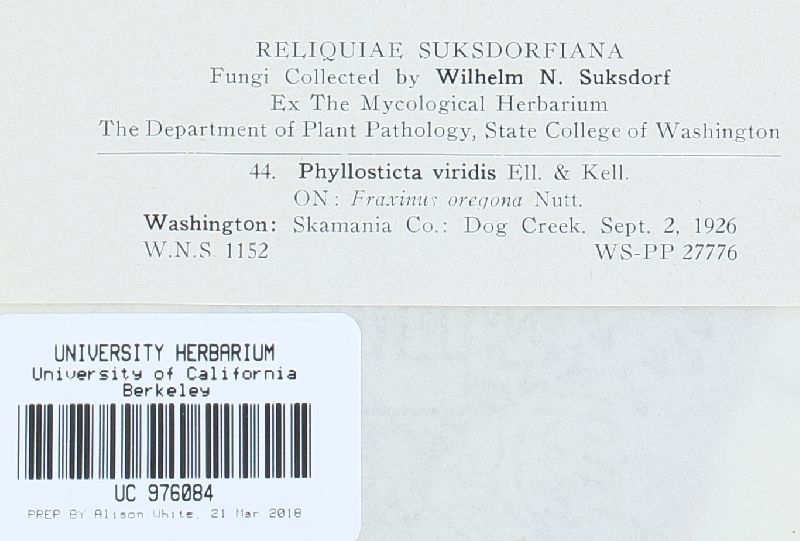 RELIQUIAE SUKSDORFIANA
Fungi Collected by Wilhelm N. Suksdorf
Ex The Mycological Herbarium
The Department of Plant Pathology, State College of Washington
44. Phyllosticta viridis Ell. & Kell.
ON: Fraxinus oregona Nutt.
Washington: Skamania Co.: Dog Creek. Sept. 2, 1926
W.N.S. 1152 WS-PP 27776
UNIVERSITY HERBARIUM
University of California
Berkeley
UC 976084
PREP BY Alison White, 21 Mar 2018